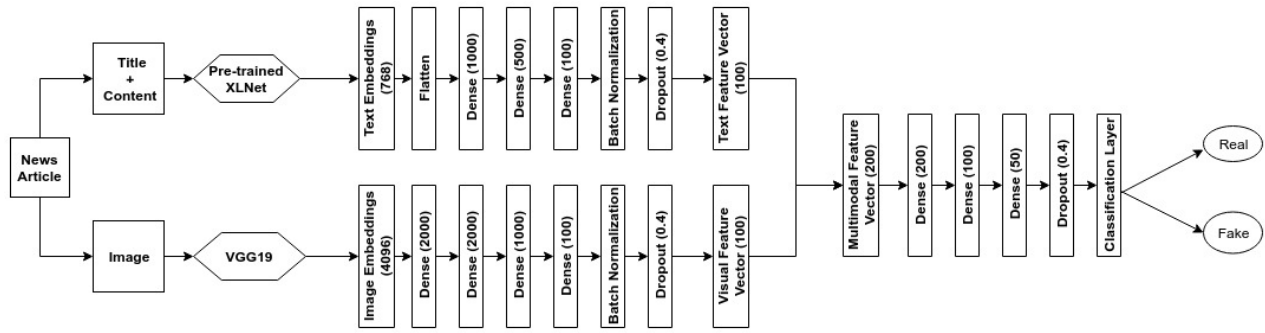 News
Article
Title
+
Content
Pre-trained
XLNet
Text Embeddings
(768)
Flatten
Dense (1000)
Dense (500)
Dense (100)
Batch Normalization
Dropout (0.4)
Text Feature Vector
(100)
Image
VGG19
Image Embeddings
(4096)
Dense (2000)
Dense (2000)
Dense (1000)
Dense (100)
Batch Normalization
Dropout (0.4)
Visual Feature
Vector (100)
Multimodal Feature
Vector (200)
Dense (200)
Dense (100)
Dense (50)
Dropout (0.4)
Classification Layer
Real
Fake